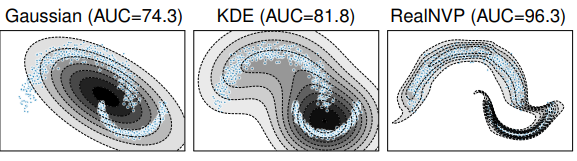 Gaussian (AUC=74.3)
KDE (AUC=81.8)
RealNVP (AUC=96.3)